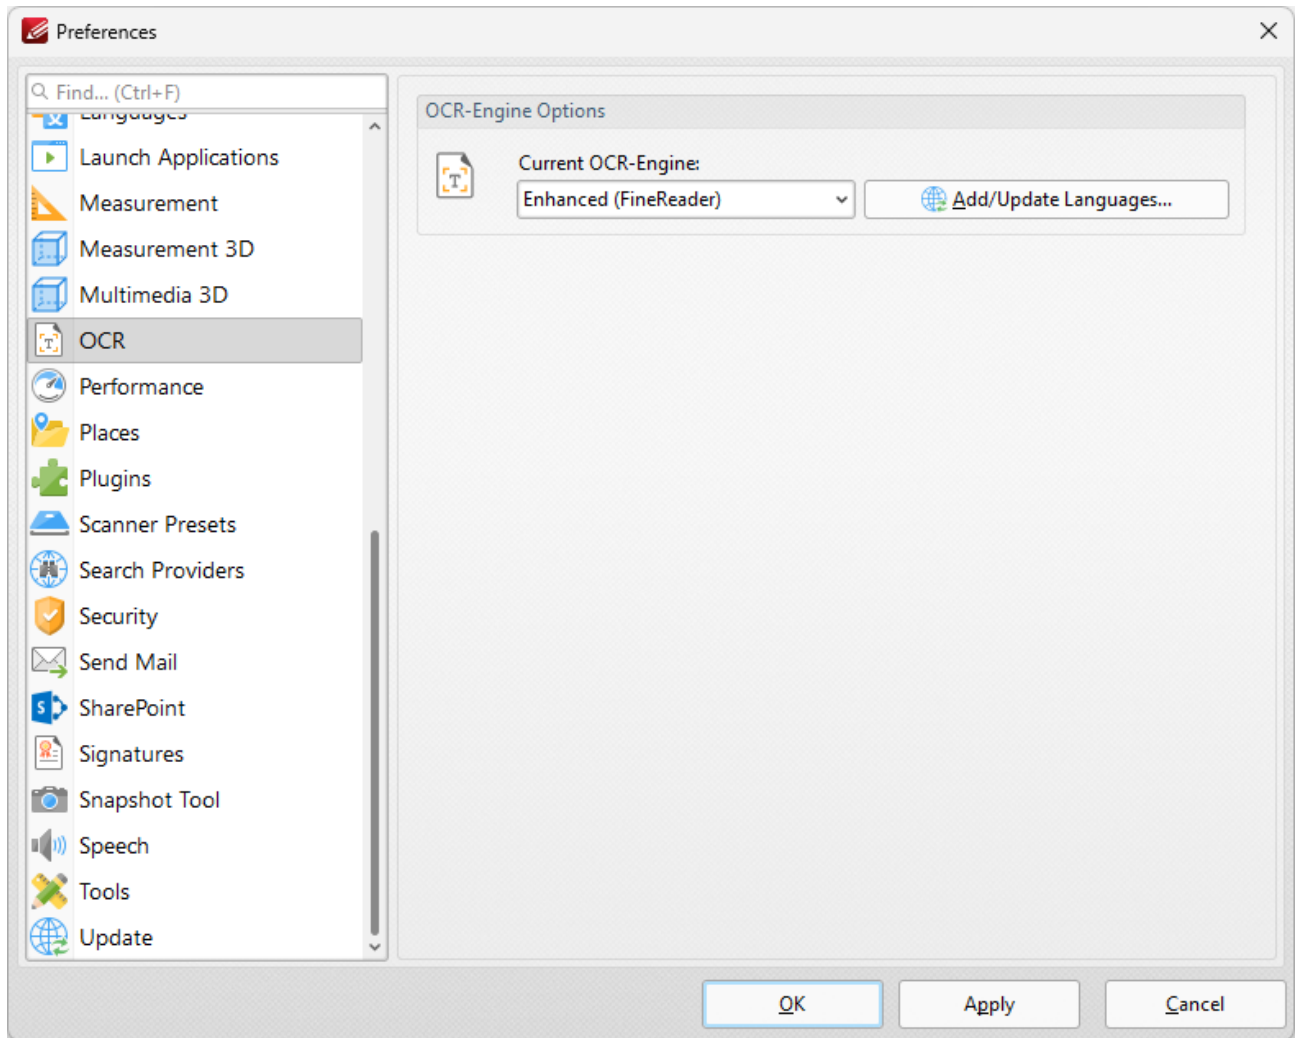 Preferences
Find... (Ctrl+F)
Languages
Launch Applications
Measurement
Measurement 3D
Multimedia 3D
OCR
Performance
Places
Plugins
Scanner Presets
Search Providers
Security
Send Mail
SharePoint
Signatures
Snapshot Tool
Speech
Tools
Update
OCR-Engine Options
Current OCR-Engine:
Enhanced (FineReader)
Add/Update Languages...
OK
Apply
Cancel